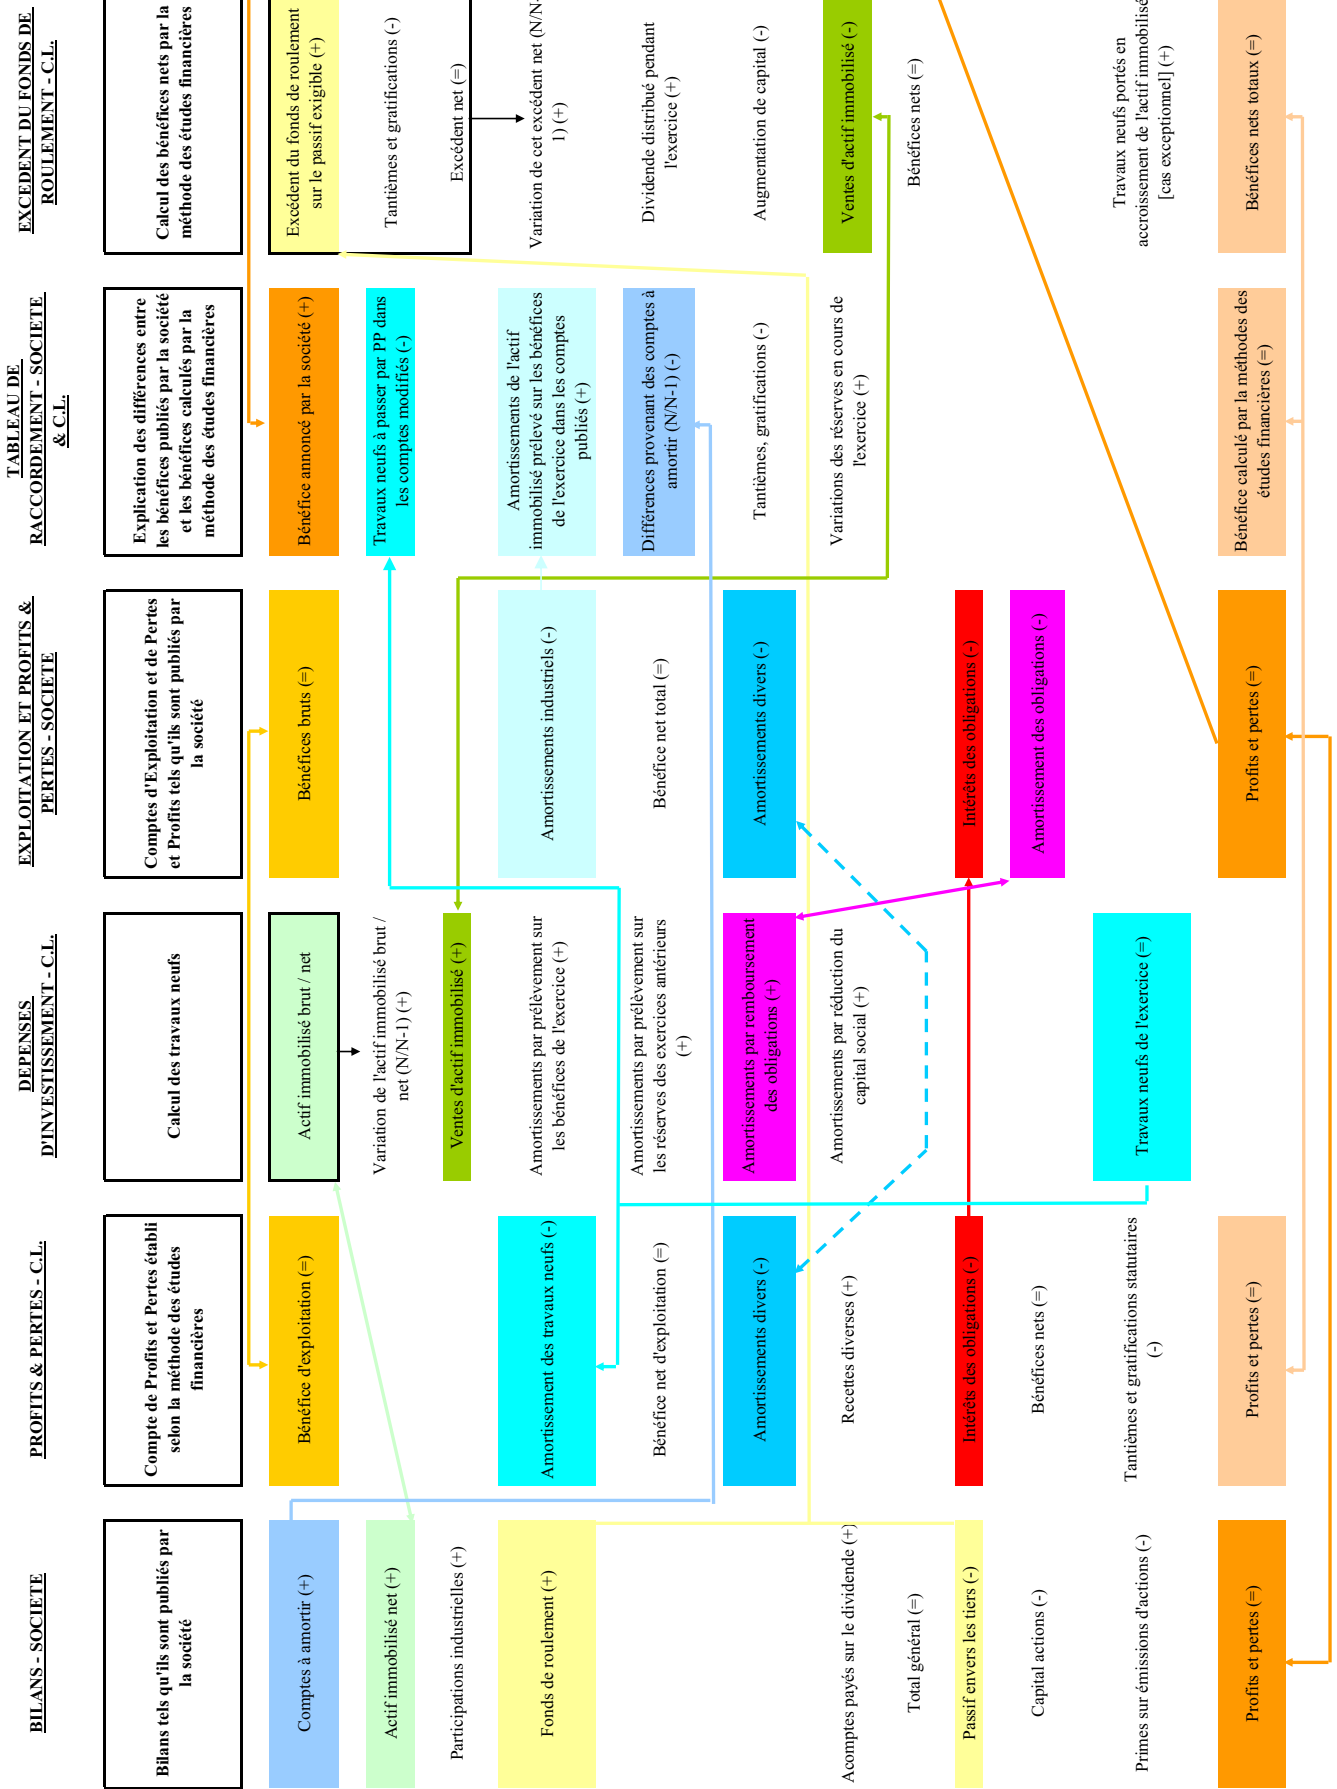 BILANS - SOCIETE
Bilans tels qu'ils sont publiés par
la société
Comptes à amortir (+)
Actif immobilisé net (+)
Participations industrielles (+)
Fonds de roulement (+)
Acomptes payés sur le dividende (+)
Total général (=)
Passif envers les tiers (-)
Capital actions (-)
Primes sur émissions d'actions (-)
Profits et pertes (=)
PROFITS & PERTES - C.L.
Compte de Profits et Pertes établi
selon la méthode des études
financières
Bénéfice d'exploitation (=)
Amortissement des travaux neufs (-)
Bénéfice net d'exploitation (=)
Amortissements divers (-)
Recettes diverses (+)
Intérêts des obligations (-)
Bénéfices nets (=)
Tantièmes et gratifications statutaires
(-)
Profits et pertes (=)
DEPENSES
D'INVESTISSEMENT - C.L.
Calcul des travaux neufs
Actif immobilisé brut / net
Variation de l'actif immobilisé brut /
net (N/N-1) (+)
Ventes d'actif immobilisé (+)
Amortissements par prélèvement sur
les bénéfices de l'exercice (+)
Amortissements par prélèvement sur
les réserves des exercices antérieurs
(+)
Amortissements par remboursement
des obligations (+)
Amortissements par réduction du
capital social (+)
Travaux neufs de l'exercice (=)
EXPLOITATION ET PROFITS &
PERTES - SOCIETE
Comptes d'Exploitation et de Pertes
et Profits tels qu'ils sont publiés par
la société
Bénéfices bruts (=)
Amortissements industriels (-)
Bénéfice net total (=)
Amortissements divers (-)
Intérêts des obligations (-)
Amortissement des obligations (-)
Profits et pertes (=)
TABLEAU DE
RACCORDEMENT - SOCIETE
& C.L.
Explication des différences entre
les bénéfices publiés par la société
et les bénéfices calculés par la
méthode des études financières
Bénéfice annoncé par la société (+)
Travaux neufs à passer par PP dans
les comptes modifiés (-)
Amortissements de l'actif
immobilisé prélevé sur les bénéfices
de l'exercice dans les comptes
publiés (+)
Différences provenant des comptes à
amortir (N/N-1) (-)
Tantièmes, gratifications (-)
Variations des réserves en cours de
l'exercice (+)
Bénéfice calculé par la méthodes des
études financières (=)
EXCEDENT DU FONDS DE
ROULEMENT - C.L.
Calcul des bénéfices nets par la
méthode des études financières
Excédent du fonds de roulement
sur le passif exigible (+)
Tantièmes et gratifications (-)
Excédent net (=)
Variation de cet excédent net (N/N-
1) (+)
Dividende distribué pendant
l'exercice (+)
Augmentation de capital (-)
Ventes d'actif immobilisé (-)
Bénéfices nets (=)
Travaux neufs portés en
accroissement de l'actif immobilisé
[cas exceptionnel] (+)
Bénéfices nets totaux (=)